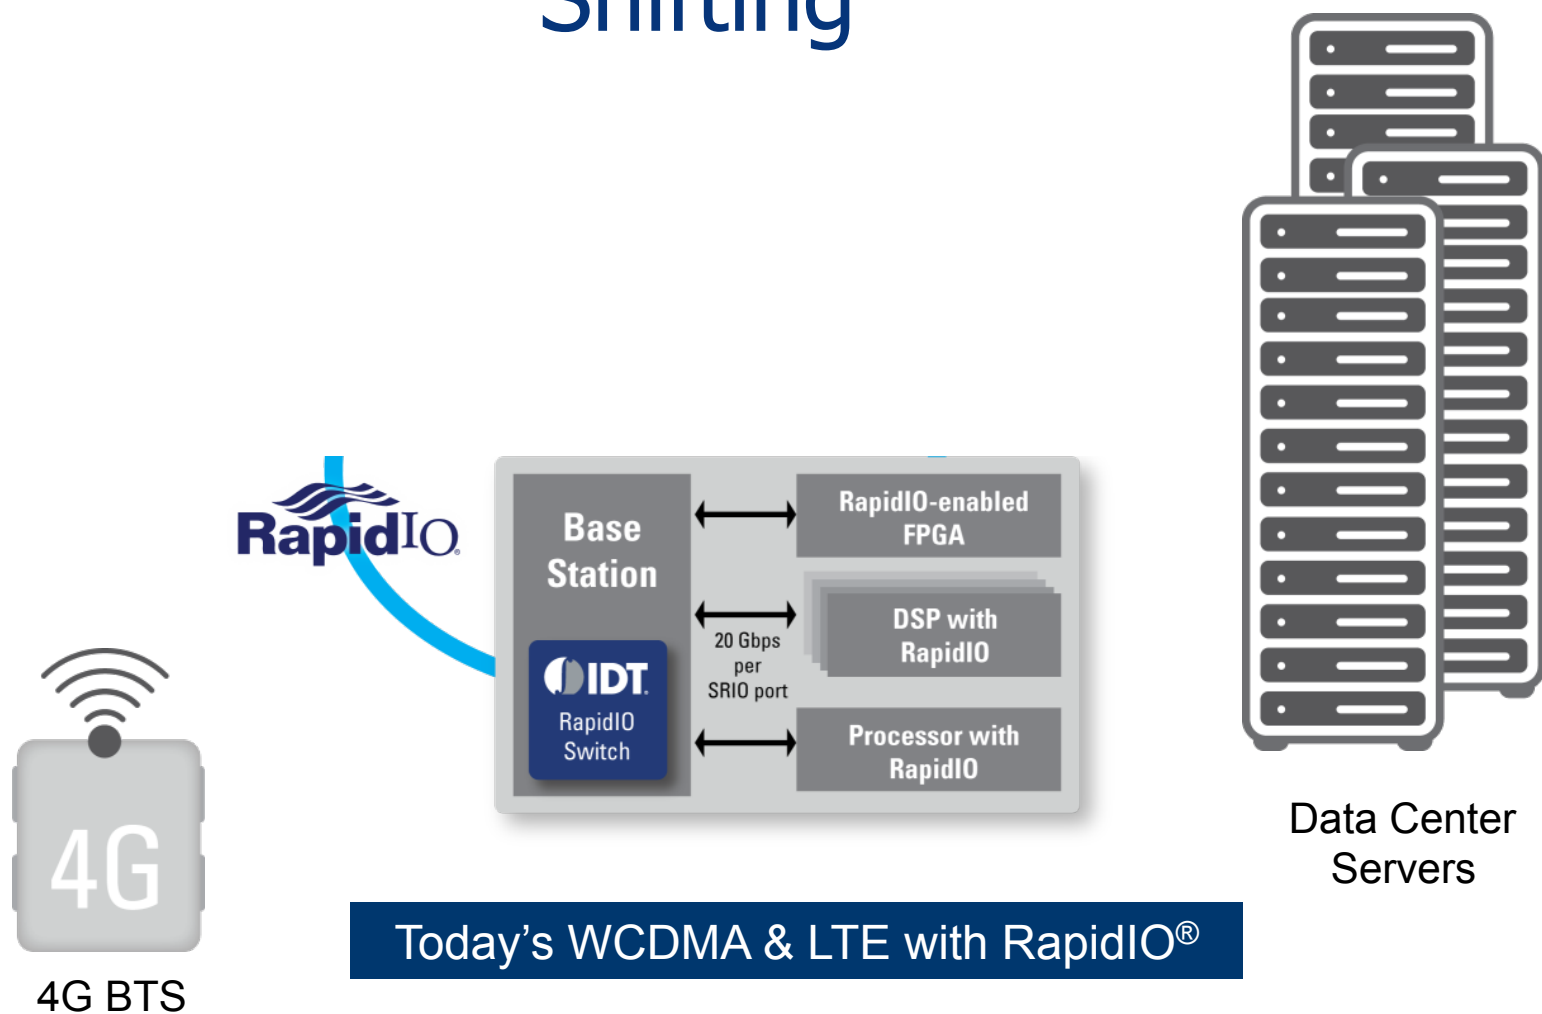 Shifting
RapidIO®
Base
Station
IDT.
RapidIO
Switch
20 Gbps
per
SRIO port
RapidIO-enabled
FPGA
DSP with
RapidIO
Processor with
RapidIO
4G
4G BTS
Data Center
Servers
Today’s WCDMA & LTE with RapidIO®